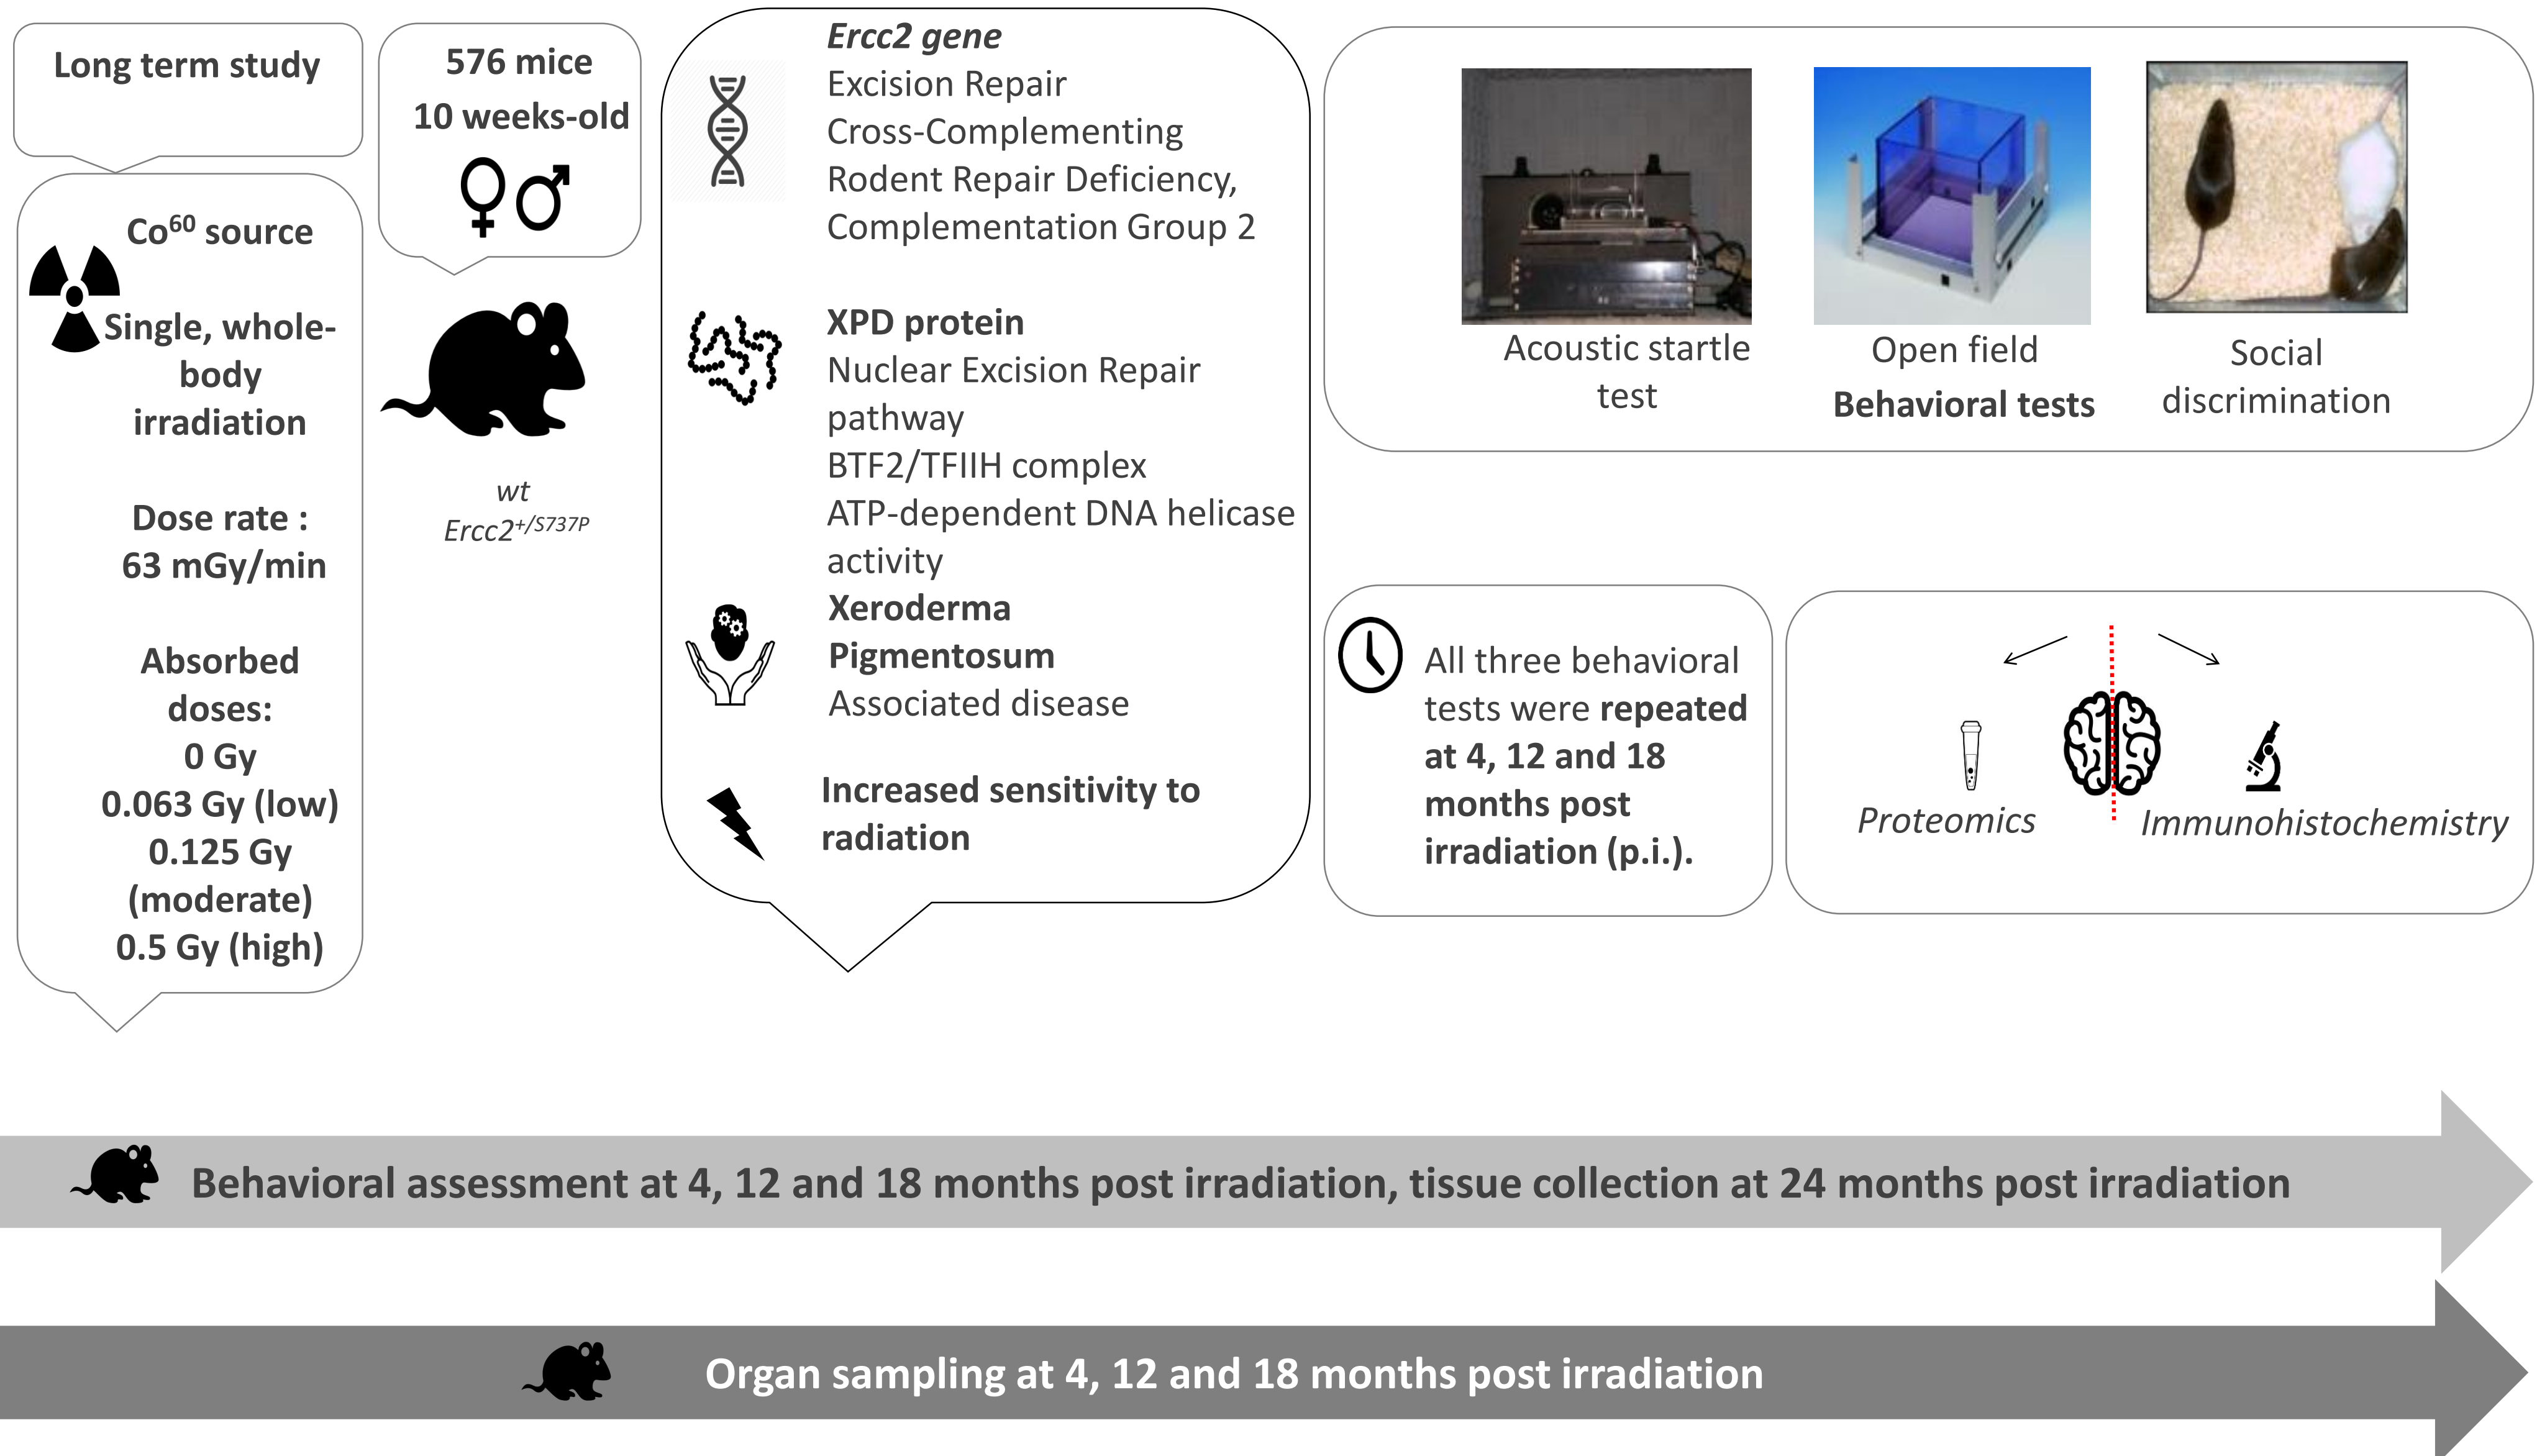 Long term study
Co⁶⁰ source
Single, whole-
body
irradiation
Dose rate :
63 mGy/min
Absorbed
doses:
0 Gy
0.063 Gy (low)
0.125 Gy
(moderate)
0.5 Gy (high)
576 mice
10 weeks-old
wt
Ercc2⁺/S737P
Ercc2 gene
Excision Repair
Cross-Complementing
Rodent Repair Deficiency,
Complementation Group 2
XPD protein
Nuclear Excision Repair
pathway
BTF2/TFIIH complex
ATP-dependent DNA helicase
activity
Xeroderma
Pigmentosum
Associated disease
Increased sensitivity to
radiation
Acoustic startle
test
Open field
Behavioral tests
Social
discrimination
All three behavioral
tests were repeated
at 4, 12 and 18
months post
irradiation (p.i.).
Proteomics
Immunohistochemistry
Behavioral assessment at 4, 12 and 18 months post irradiation, tissue collection at 24 months post irradiation
Organ sampling at 4, 12 and 18 months post irradiation